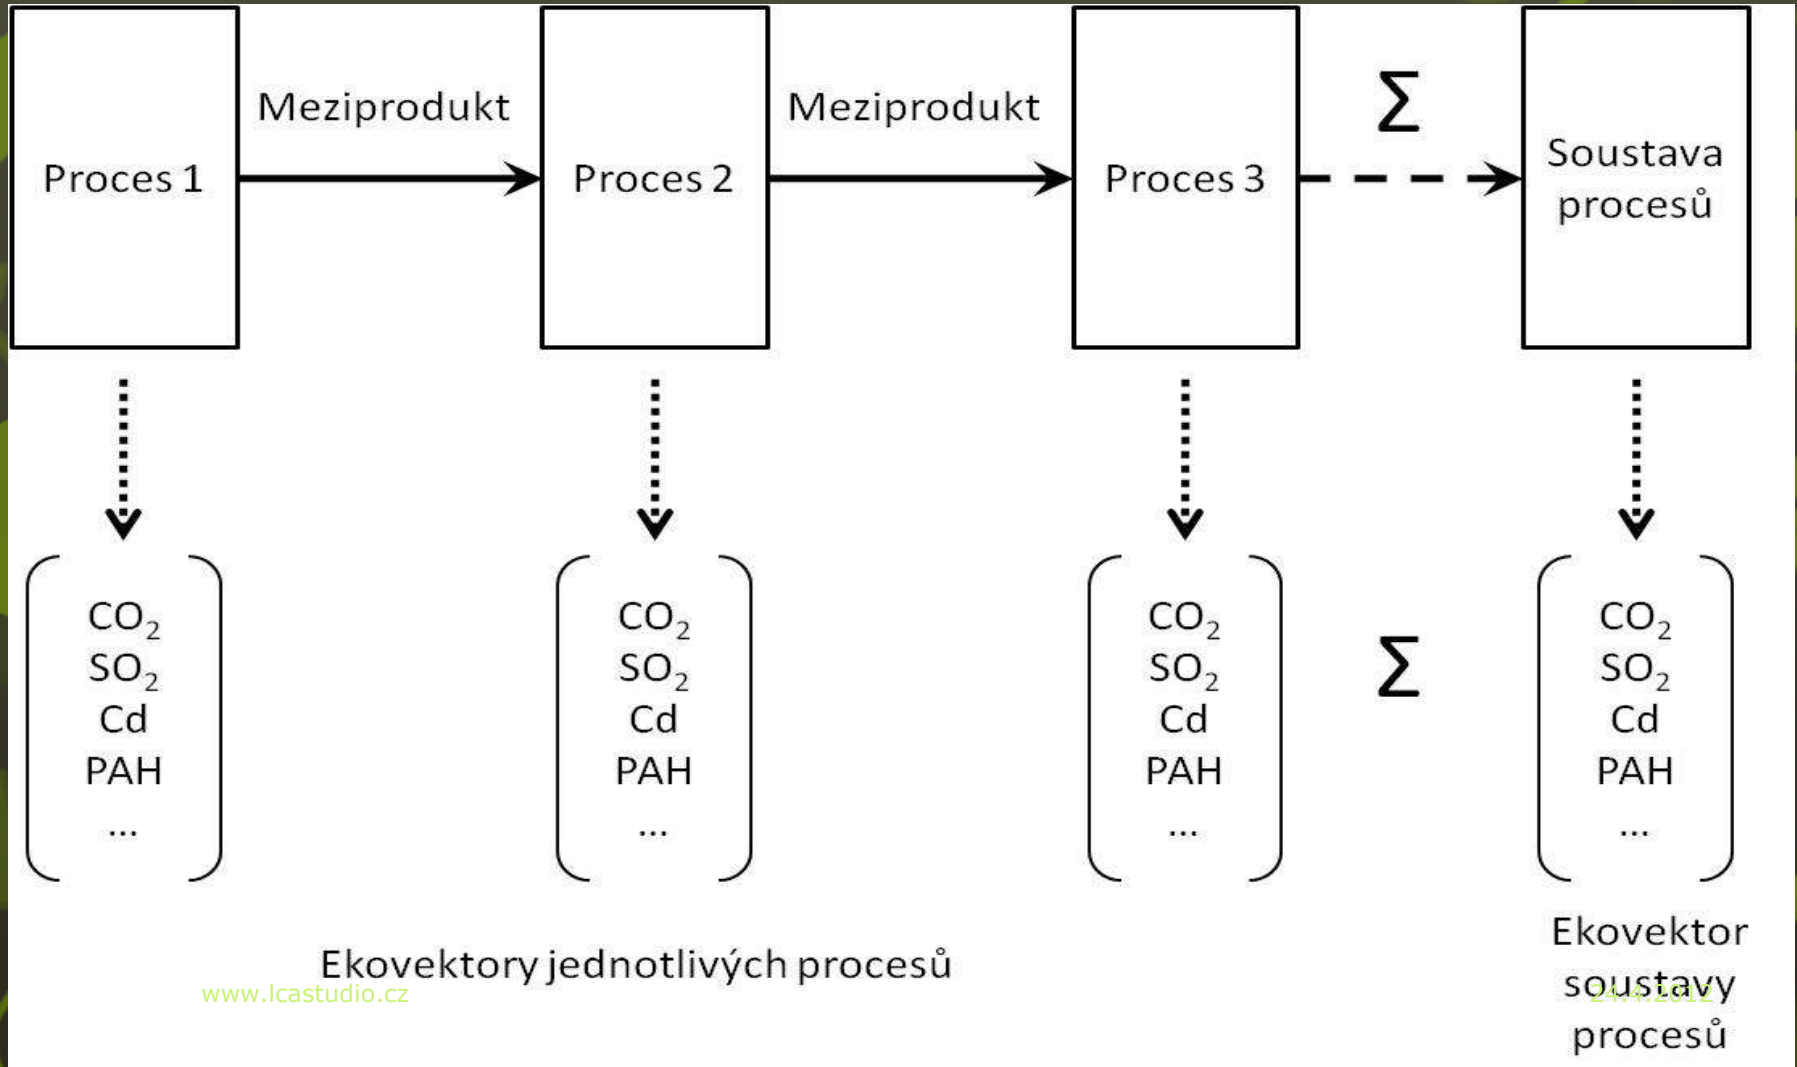 Meziprodukt
Meziprodukt
Σ
Proces 1
Proces 2
Proces 3
Soustava
procesů
CO₂
SO₂
Cd
PAH
...
CO₂
SO₂
Cd
PAH
...
CO₂
SO₂
Cd
PAH
...
Σ
CO₂
SO₂
Cd
PAH
...
Ekovektory jednotlivých procesů
Ekovektor
soustavy
procesů
www.lcastudio.cz
24.4.2012